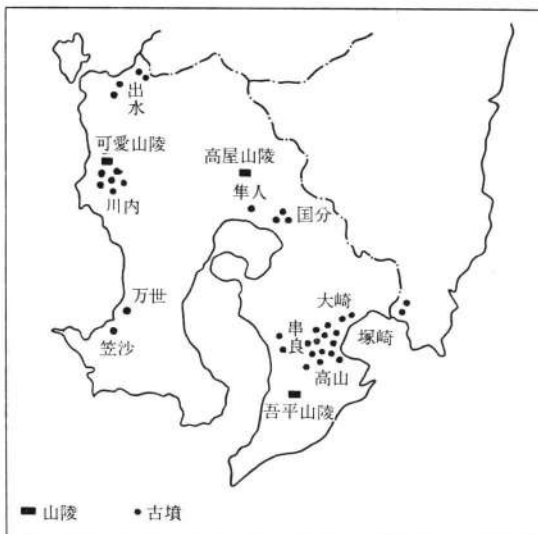 出水
可愛山陵
高屋山陵
隼人
川内
国分
万世
大崎
串良
塚崎
笠沙
高山
吾平山陵
山陵
古墳